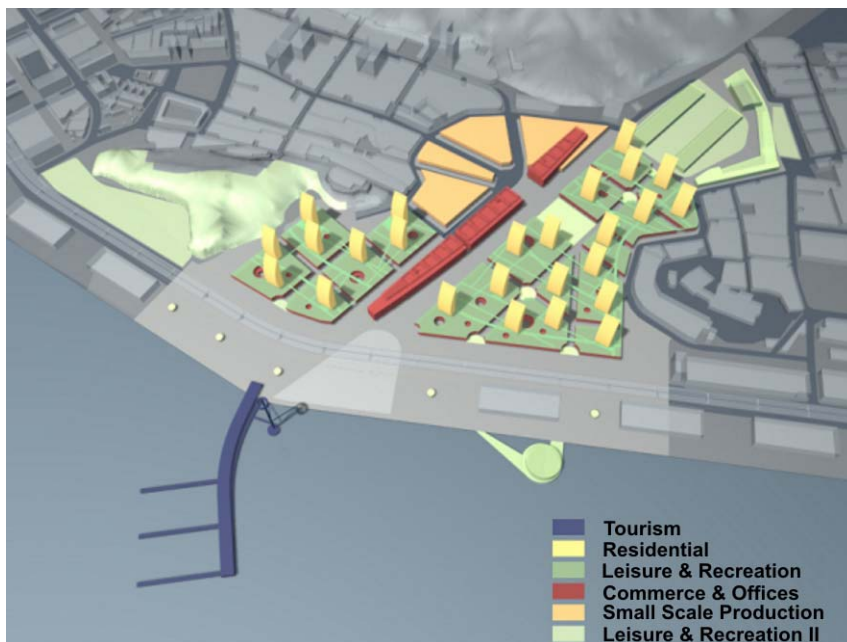 Tourism
Residential
Leisure & Recreation
Commerce & Offices
Small Scale Production
Leisure & Recreation II